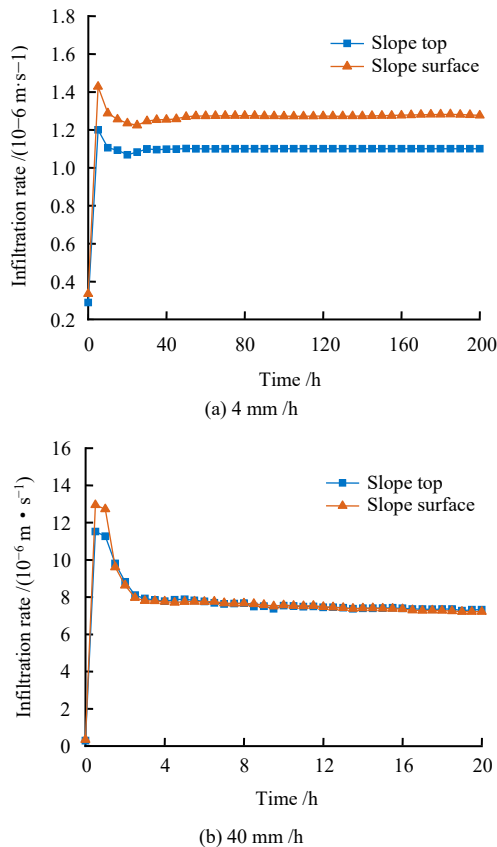 1.8
1.6
1.4
1.2
1.0
0.8
0.6
0.4
0.2
Infiltration rate /(10−6 m·s−1)
Slope top
Slope surface
0 40 80 120 160 200
Time /h
(a) 4 mm /h
16
14
12
10
8
6
4
2
0
Infiltration rate /(10⁻⁶ m • s⁻¹)
Slope top
Slope surface
0 4 8 12 16 20
Time /h
(b) 40 mm /h